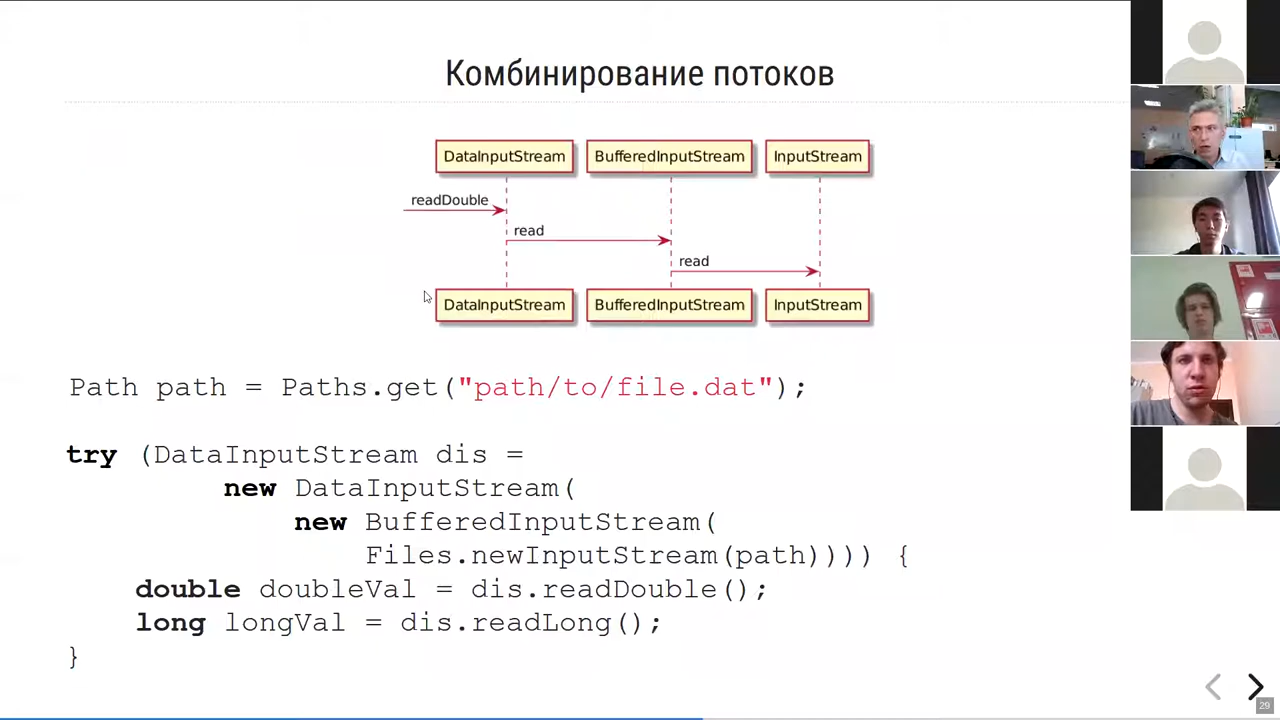 Комбинирование потоков
DataInputStream BufferedInputStream InputStream
readDouble
read
read
DataInputStream BufferedInputStream InputStream
Path path = Paths.get("path/to/file.dat");
try (DataInputStream dis =
new DataInputStream(
new BufferedInputStream(
Files.newInputStream(path)))) {
double doubleVal = dis.readDouble();
long longVal = dis.readLong();
}
29